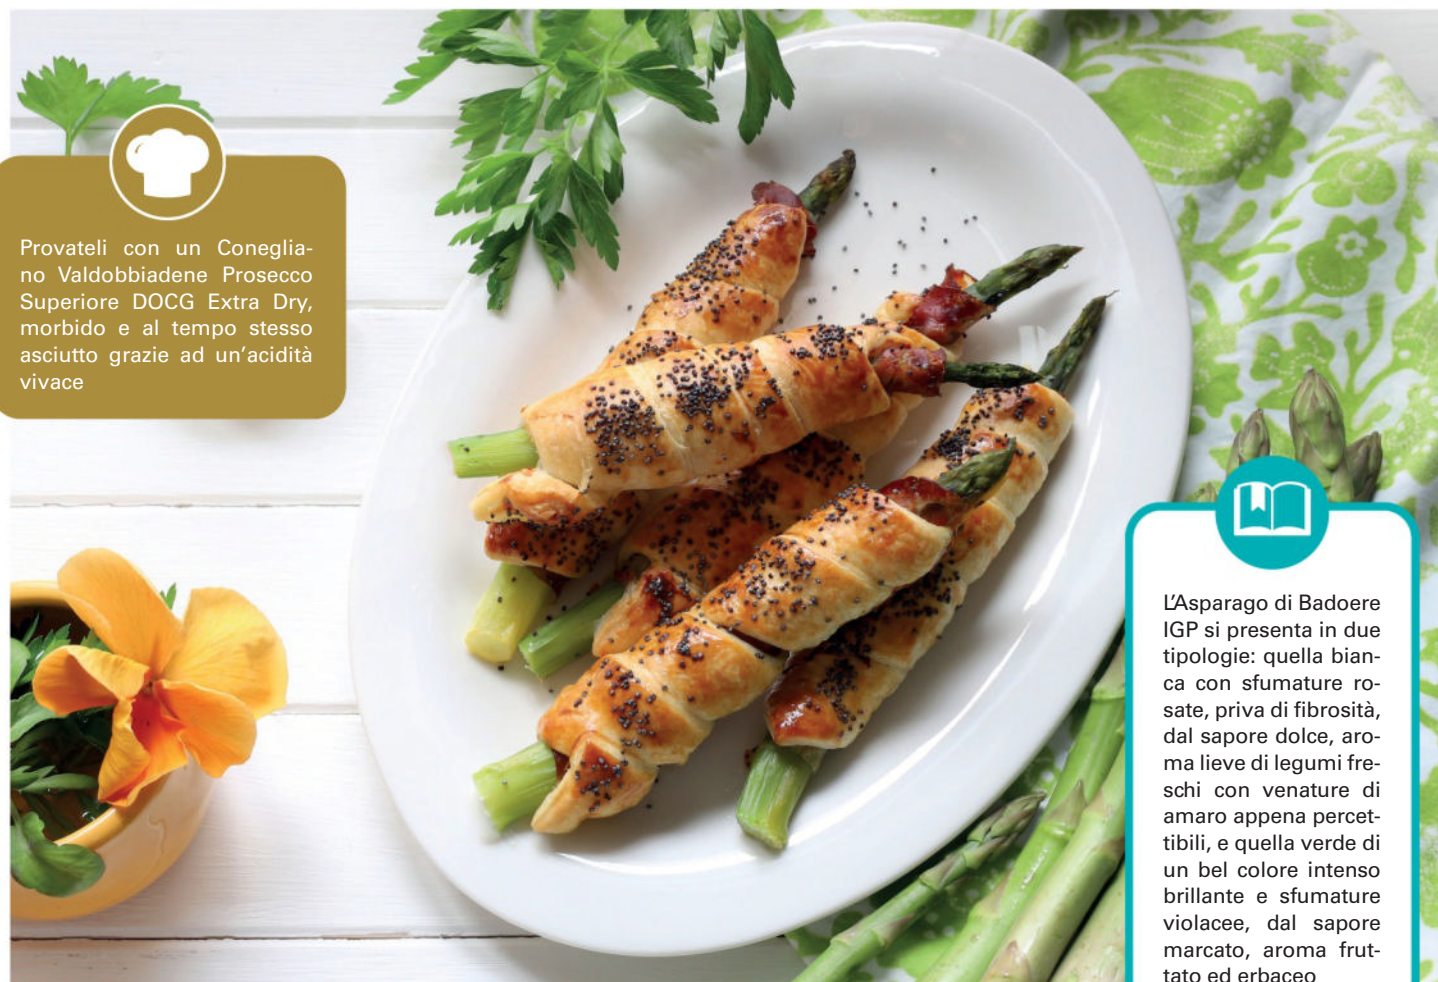 Provateli con un Coneglia-
no Valdobbiadene Prosecco
Superiore DOCG Extra Dry,
morbido e al tempo stesso
asciutto grazie ad un'acidità
vivace
L'Asparago di Badoere
IGP si presenta in due
tipologie: quella bian-
ca con sfumature ro-
sate, priva di fibrosità,
dal sapore dolce, aro-
ma lieve di legumi fre-
schi con venature di
amaro appena percet-
tibili, e quella verde di
un bel colore intenso
brillante e sfumature
violacee, dal sapore
marcato, aroma frut-
tato ed erbaceo